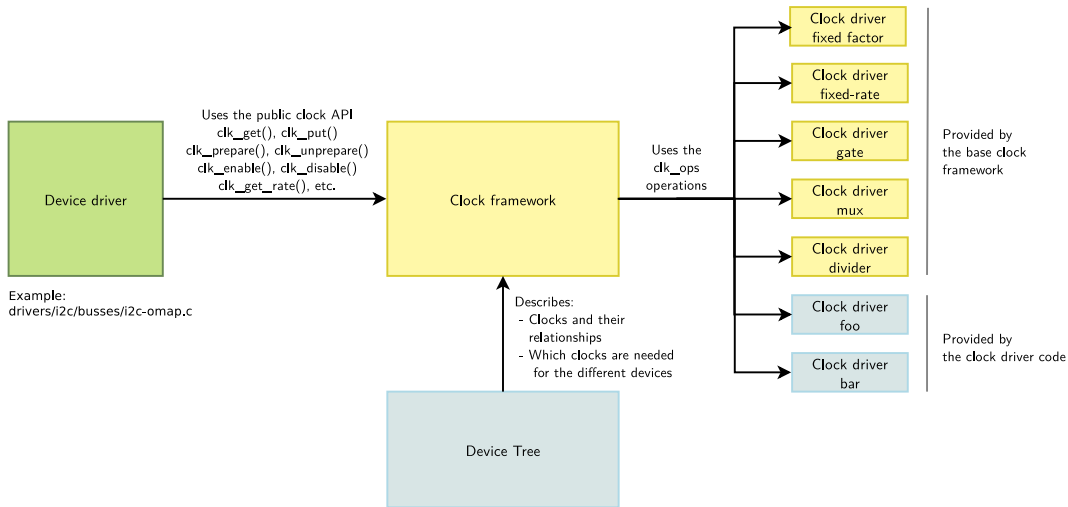 Device driver
Example:
drivers/i2c/busses/i2c-omap.c
Uses the public clock API
clk_get(), clk_put()
clk_prepare(), clk_unprepare()
clk_enable(), clk_disable()
clk_get_rate(), etc.
Clock framework
Describes:
- Clocks and their
relationships
- Which clocks are needed
for the different devices
Device Tree
Uses the
clk_ops
operations
Clock driver
fixed factor
Clock driver
fixed-rate
Clock driver
gate
Clock driver
mux
Clock driver
divider
Clock driver
foo
Clock driver
bar
Provided by
the base clock
framework
Provided by
the clock driver code